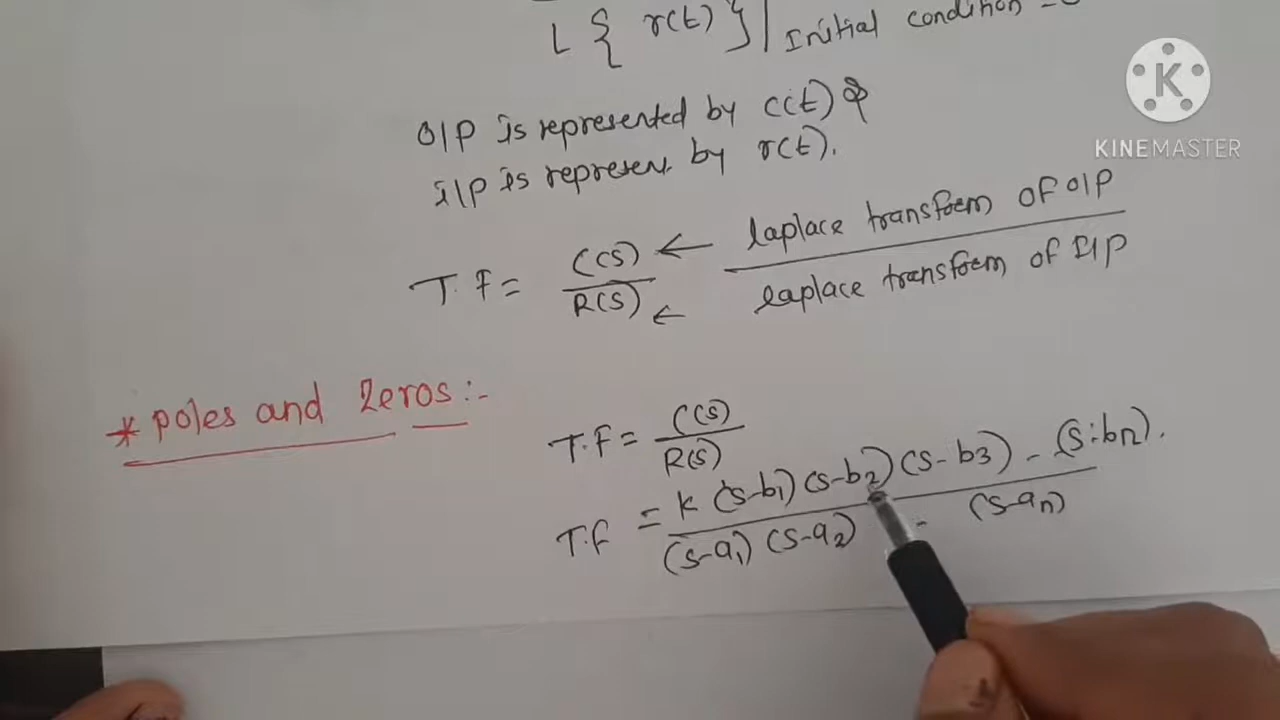 L { r(t) } | Initial condition =
O/P is represented by c(t) &
i/P is represent by r(t).
T.F = C(S) / R(S) ← laplace transform of O/P / laplace transform of I/P ←
* Poles and Zeros :-
T.F = C(S) / R(S)
T.F = K (s-b1) (s-b2) (s-b3) - (s-bn). / (s-a1) (s-a2) - (s-an)
K
KINEMASTER